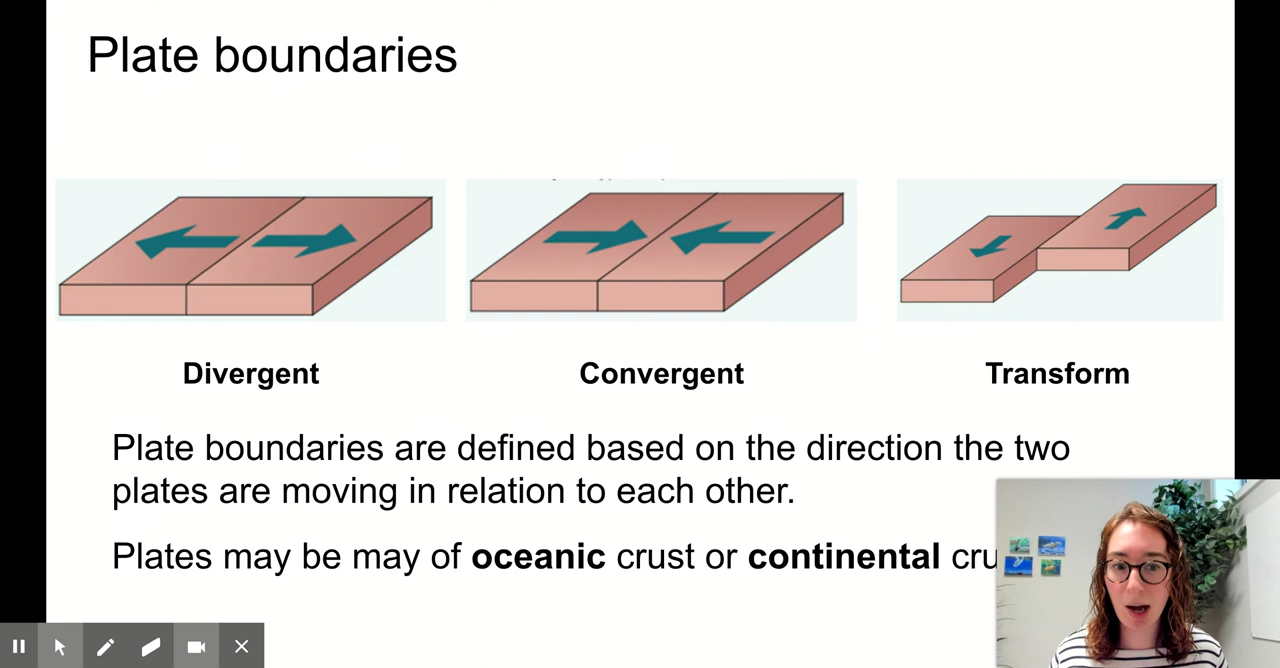 Plate boundaries
Divergent
Convergent
Transform
Plate boundaries are defined based on the direction the two
plates are moving in relation to each other.
Plates may be may of oceanic crust or continental cru